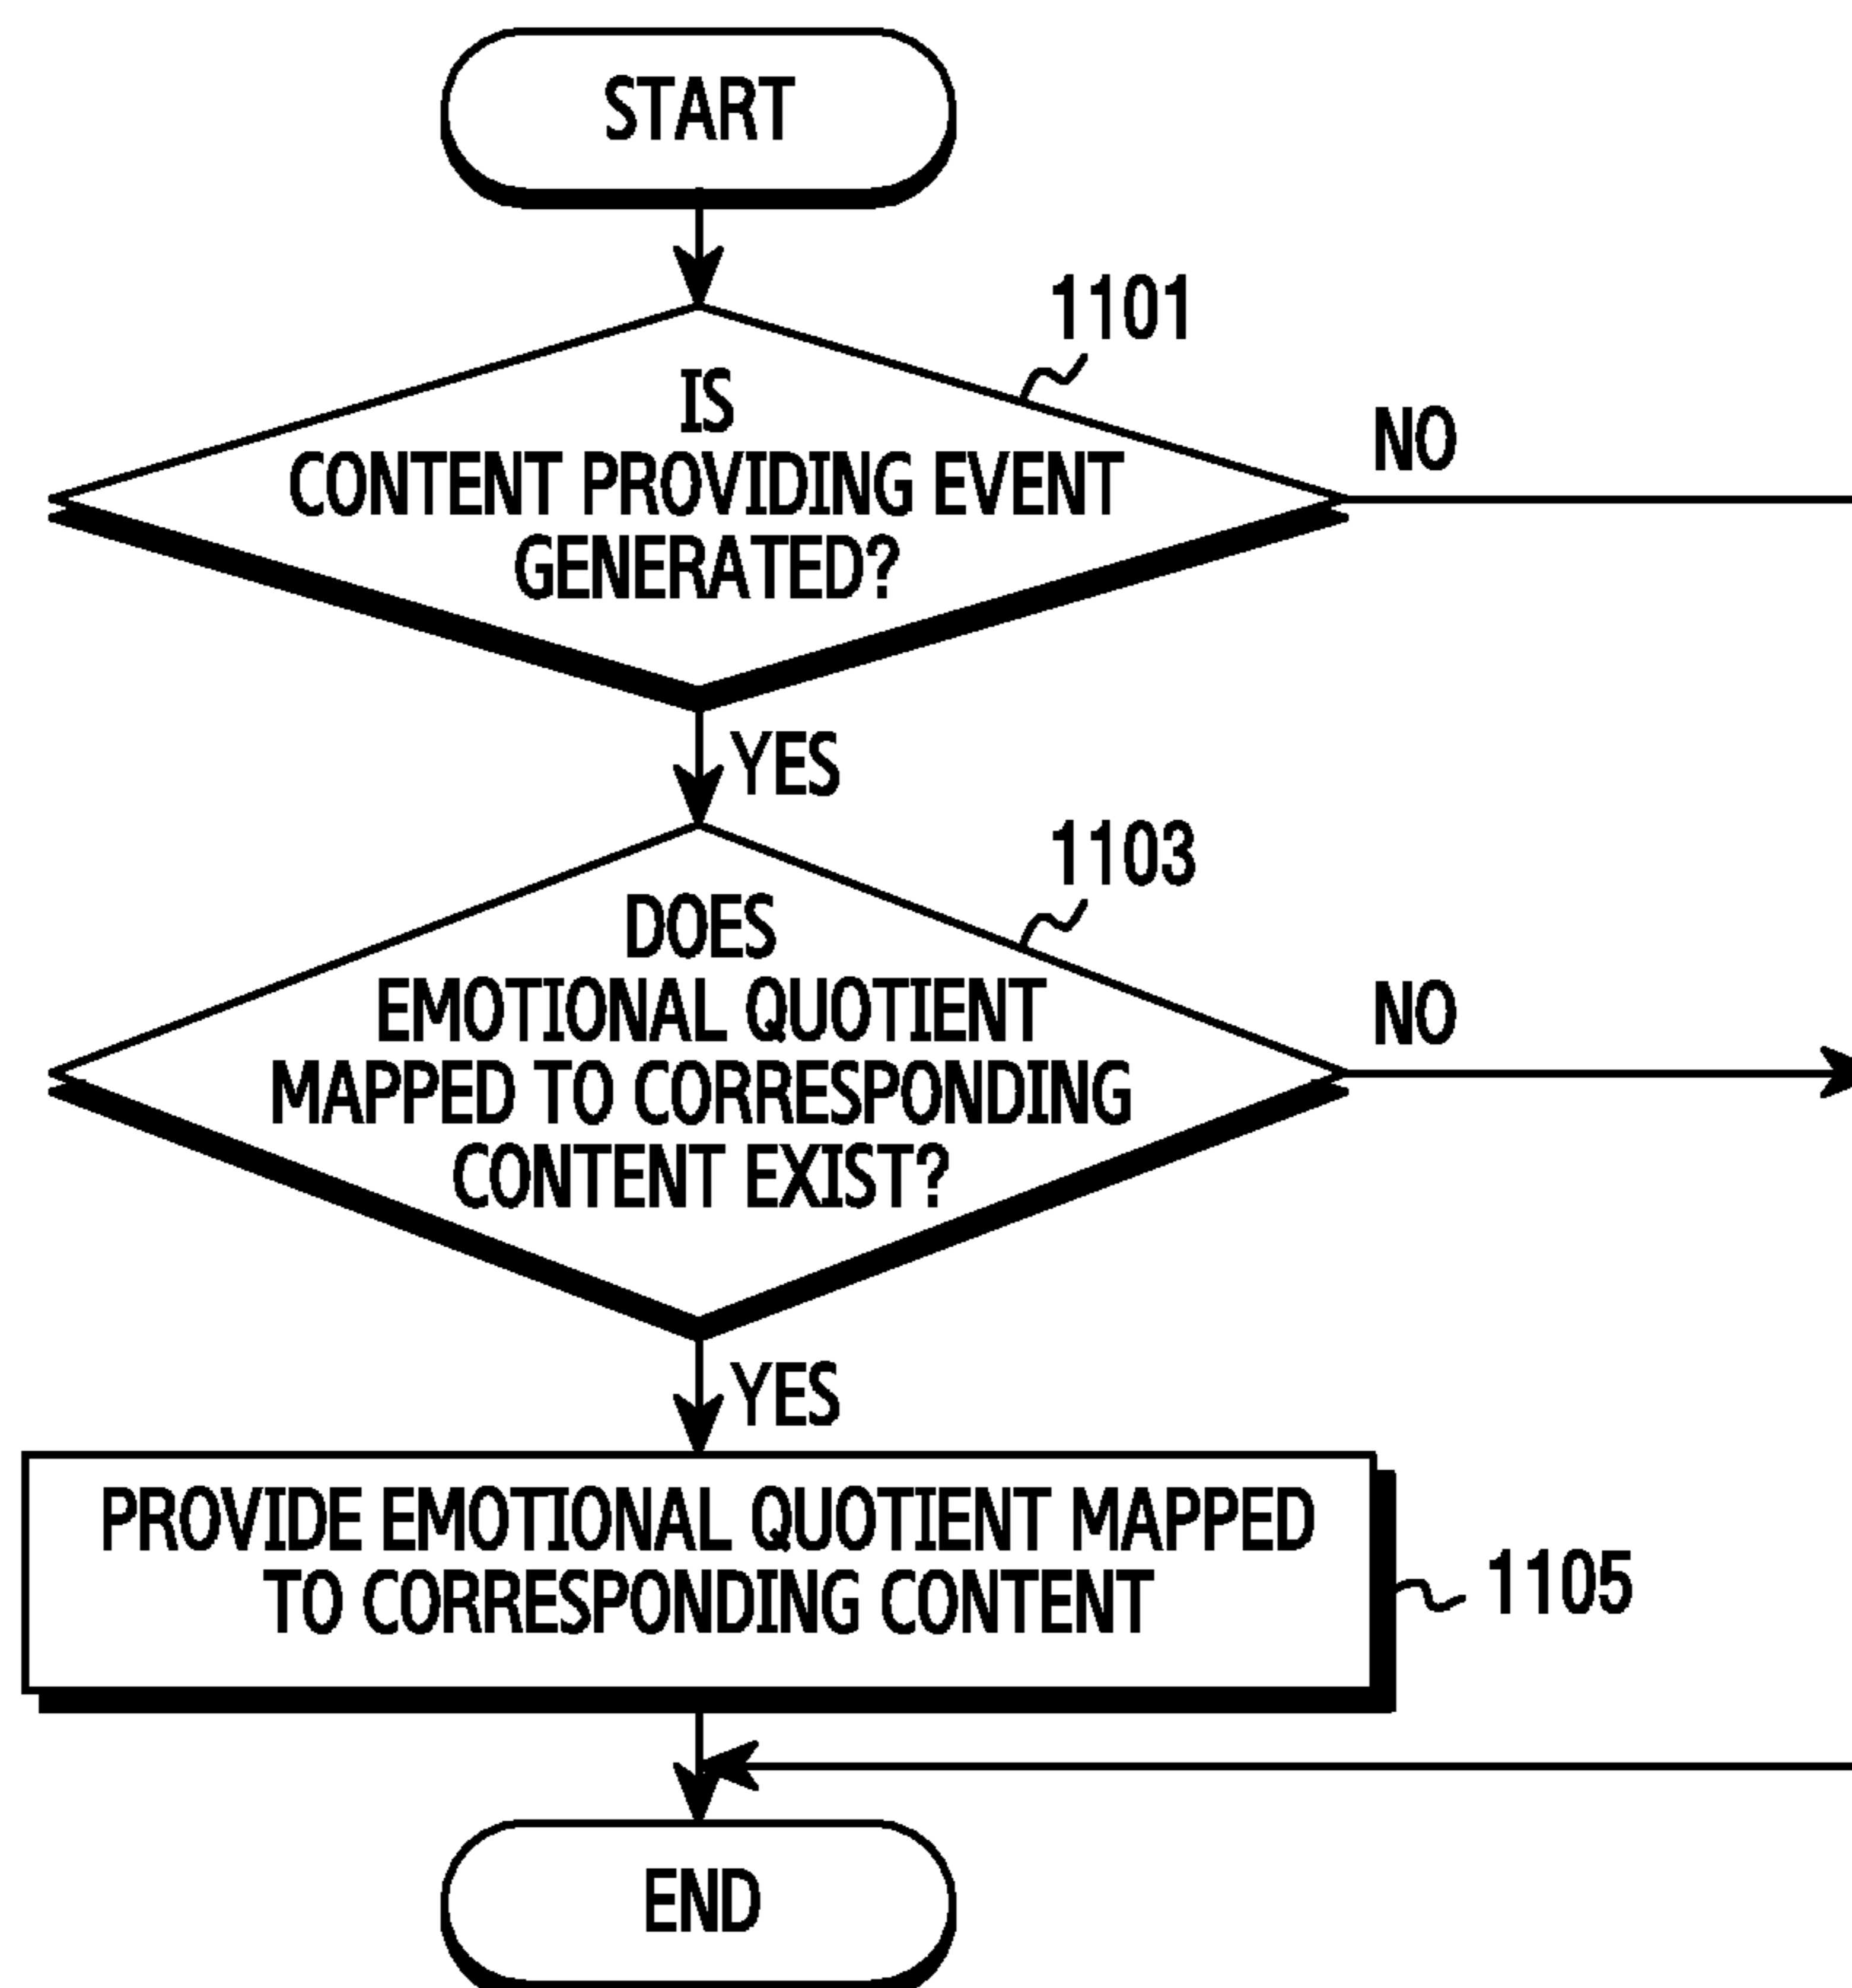 START
1101
IS
CONTENT PROVIDING EVENT
GENERATED?
NO
YES
1103
DOES
EMOTIONAL QUOTIENT
MAPPED TO CORRESPONDING
CONTENT EXIST?
NO
YES
PROVIDE EMOTIONAL QUOTIENT MAPPED
TO CORRESPONDING CONTENT
1105
END